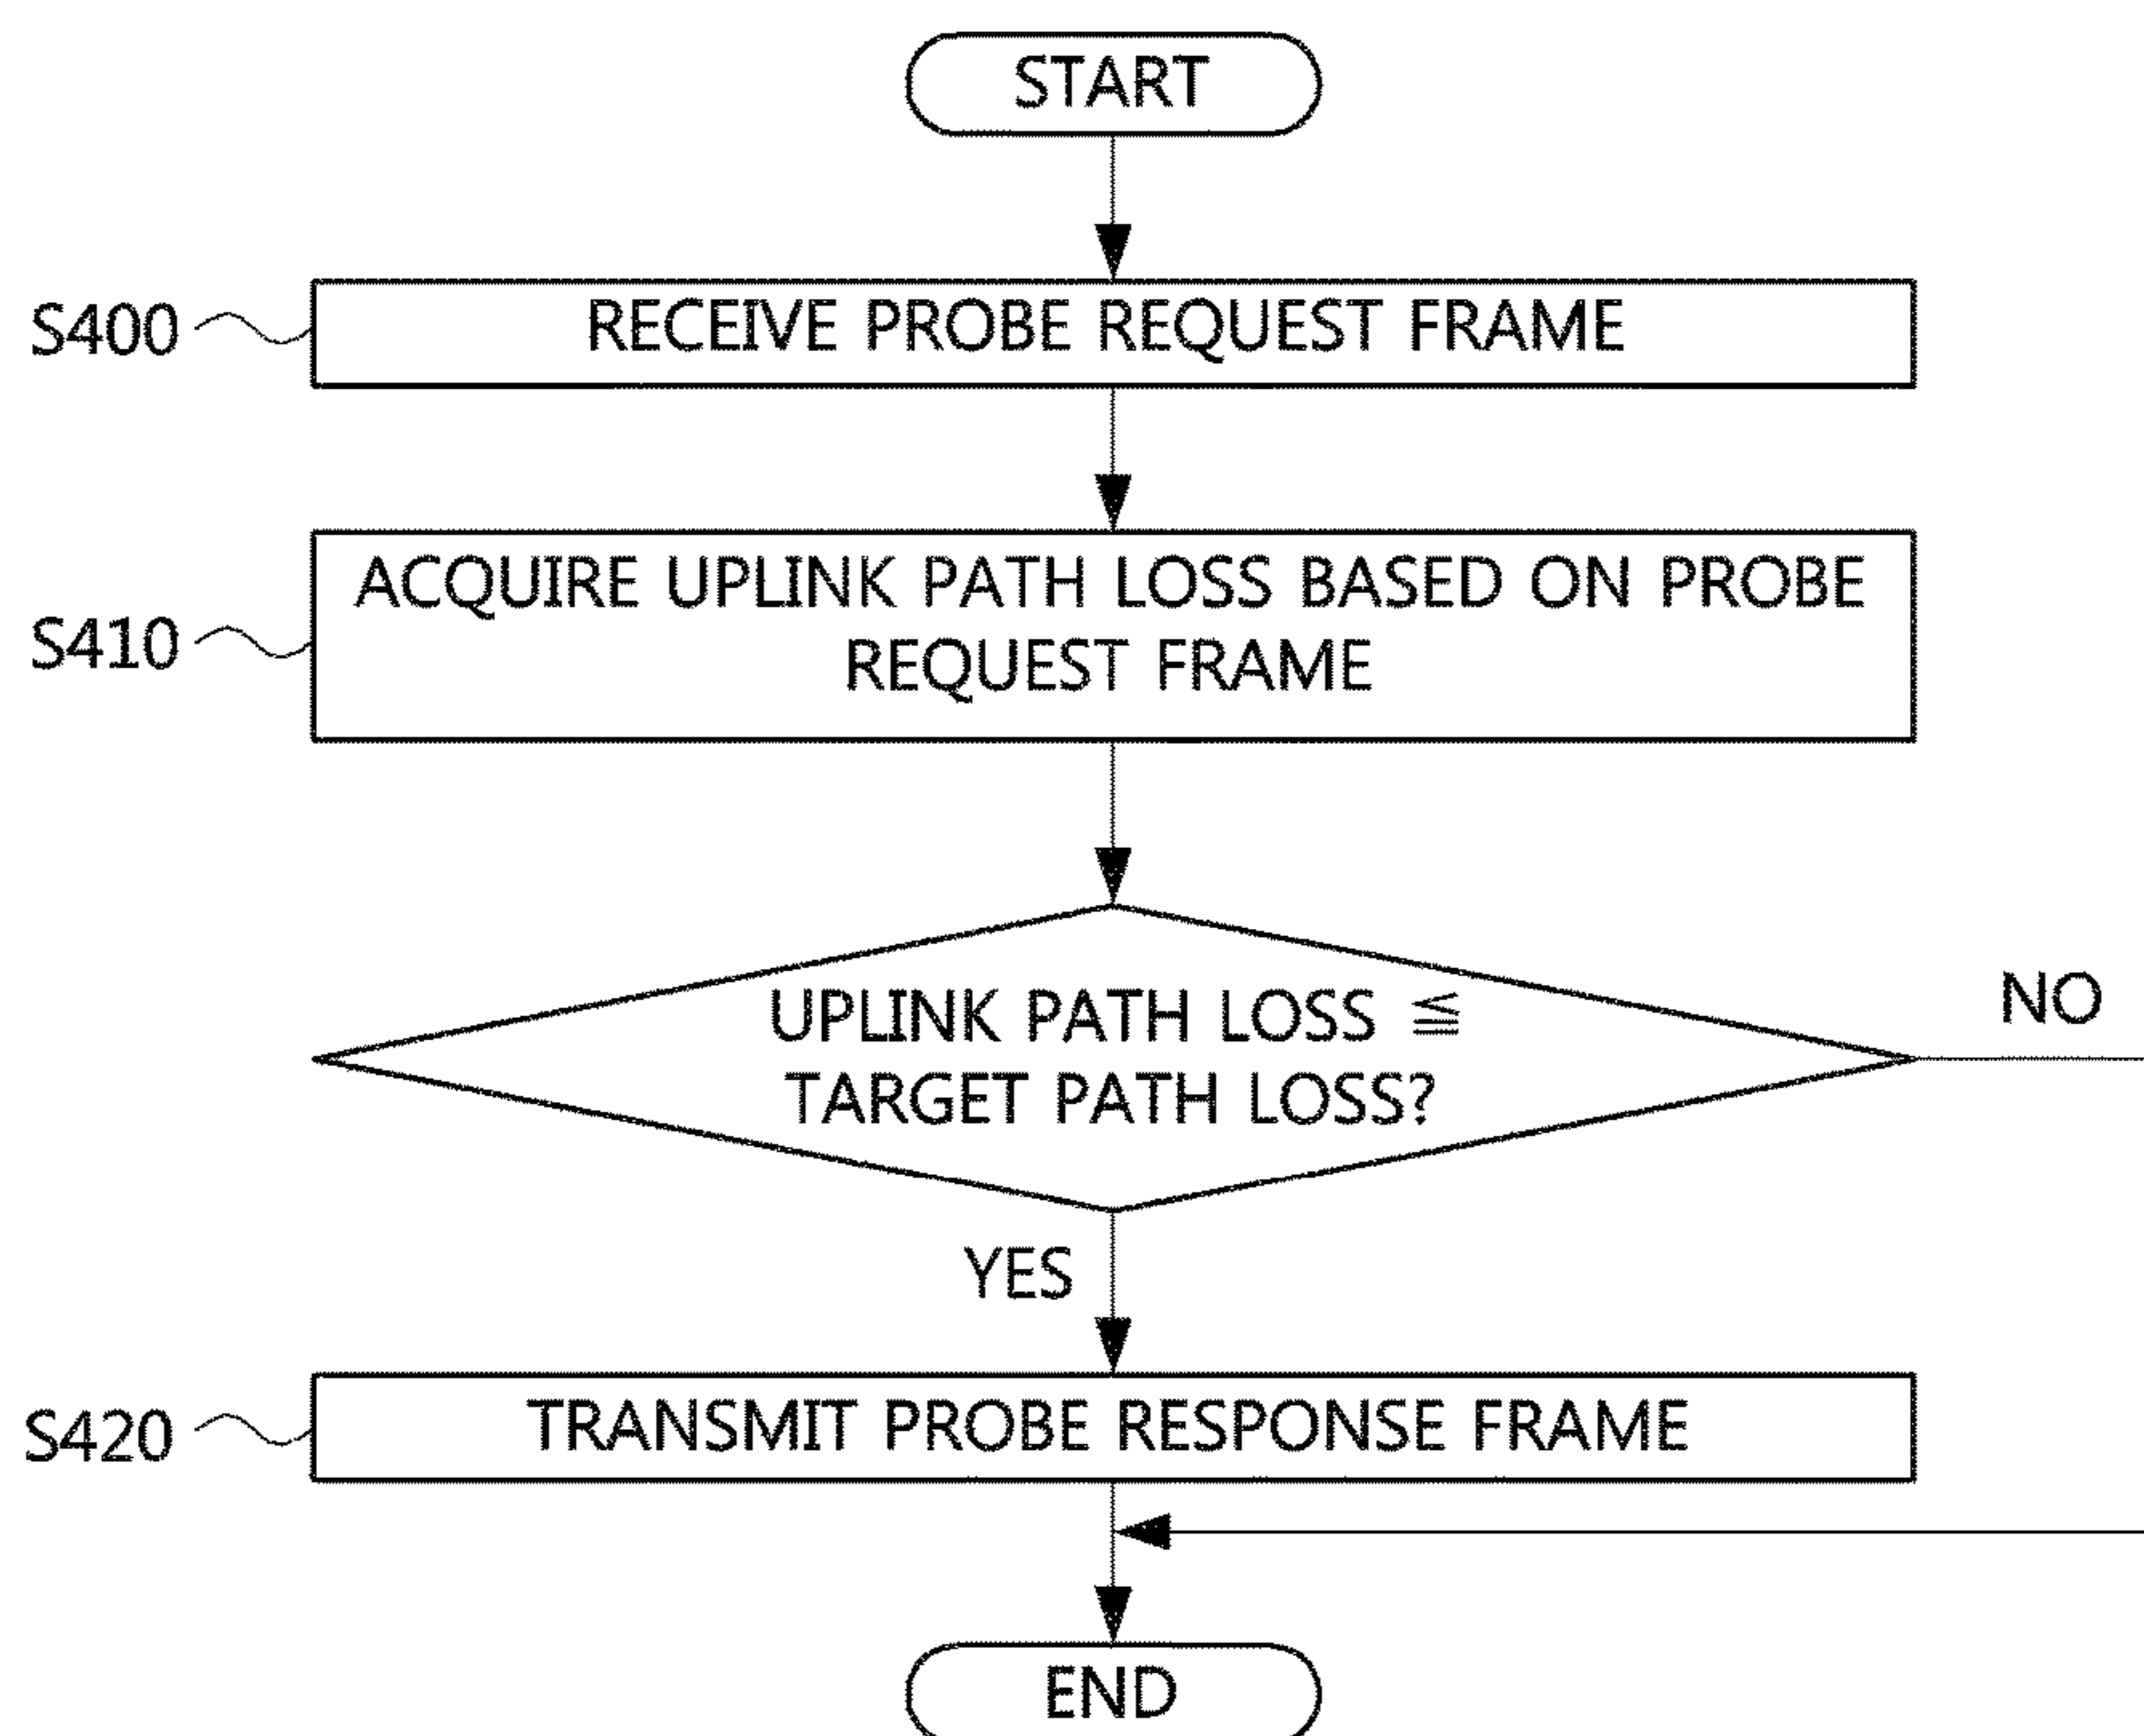 START
S400
RECEIVE PROBE REQUEST FRAME
S410
ACQUIRE UPLINK PATH LOSS BASED ON PROBE
REQUEST FRAME
UPLINK PATH LOSS ≦
TARGET PATH LOSS?
NO
YES
S420
TRANSMIT PROBE RESPONSE FRAME
END